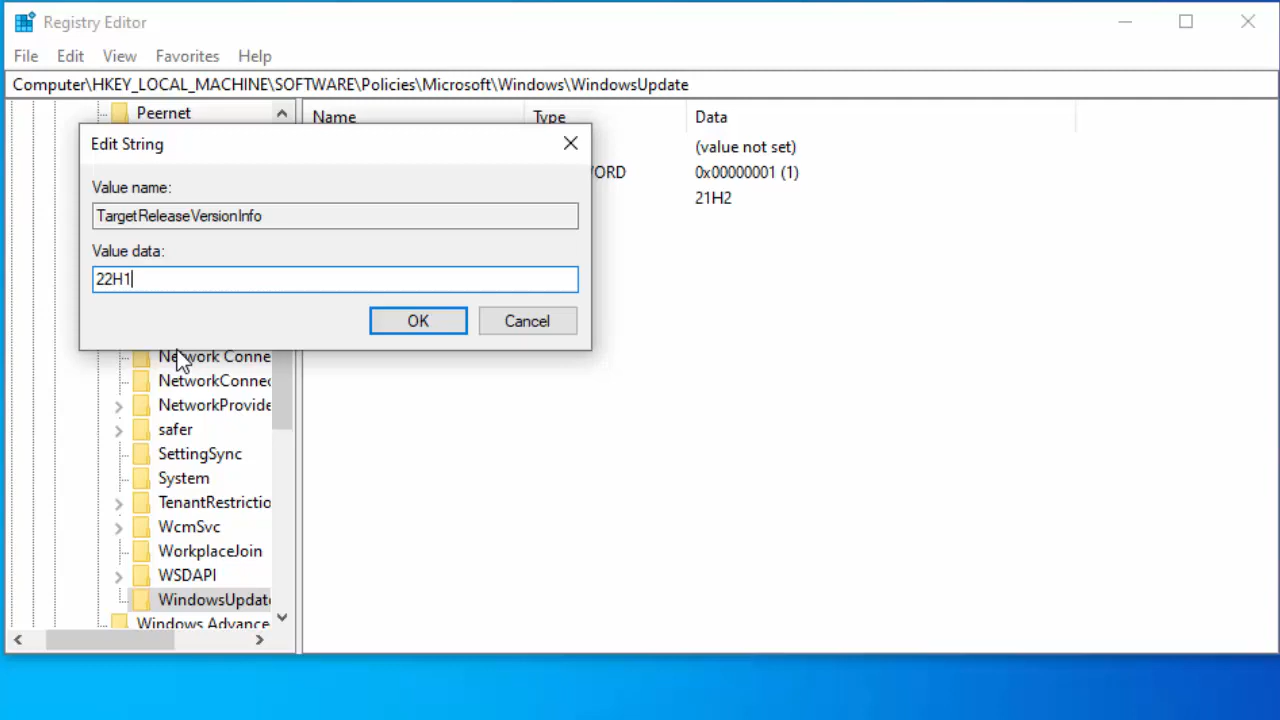 Registry Editor
File Edit View Favorites Help
Computer\HKEY_LOCAL_MACHINE\SOFTWARE\Policies\Microsoft\Windows\WindowsUpdate
Peernet
Name Type Data
Edit String
(value not set)
ORD 0x00000001 (1)
Value name:
21H2
TargetReleaseVersionInfo
Value data:
22H1
OK Cancel
Network Conne
NetworkConnec
NetworkProvide
safer
SettingSync
System
TenantRestrictio
WcmSvc
WorkplaceJoin
WSDAPI
WindowsUpdat
Windows Advance